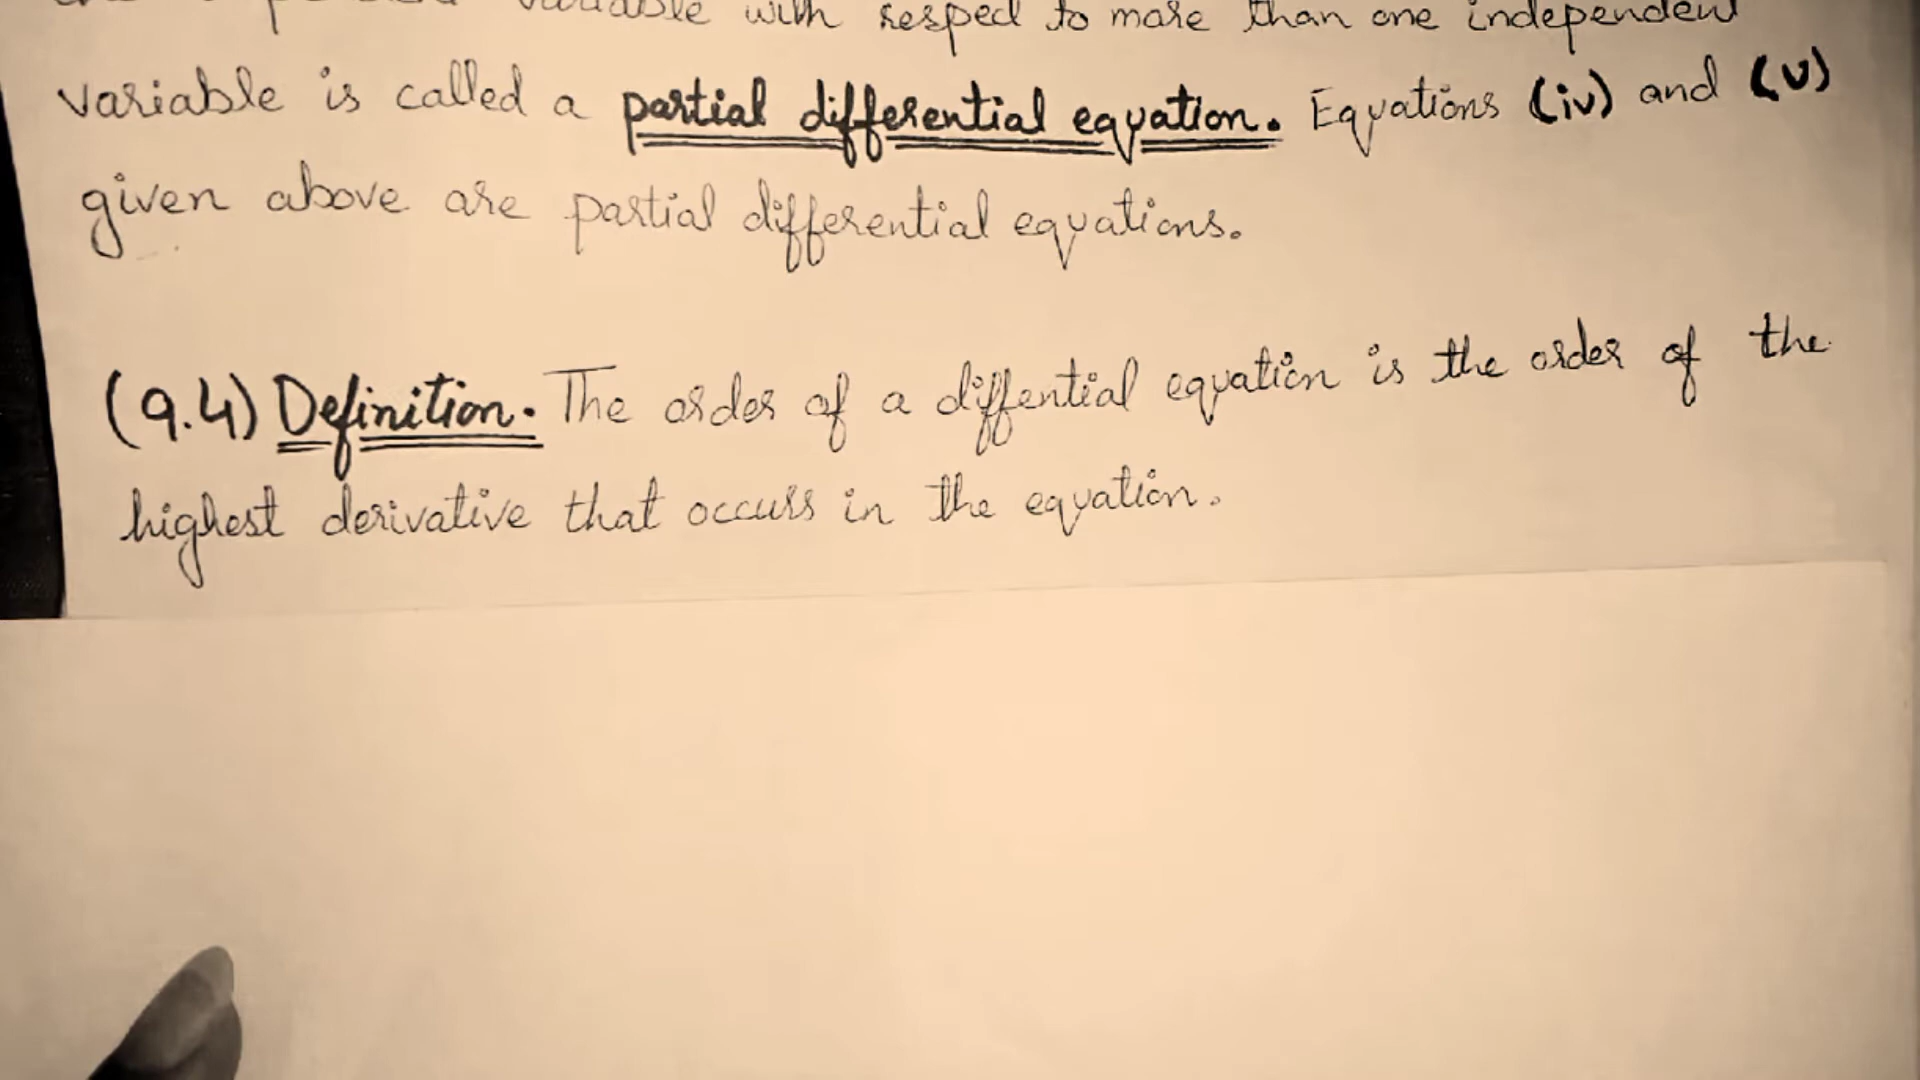 variable with respect to more than one independent
variable is called a partial differential equation. Equations (iv) and (v)
given above are partial differential equations.
(9.4) Definition. The order of a diffential equation is the order of the
highest derivative that occurs in the equation.